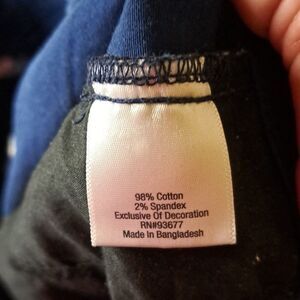 98% Cotton
2% Spandex
Exclusive Of Decoration
RN#93677
Made in Bangladesh